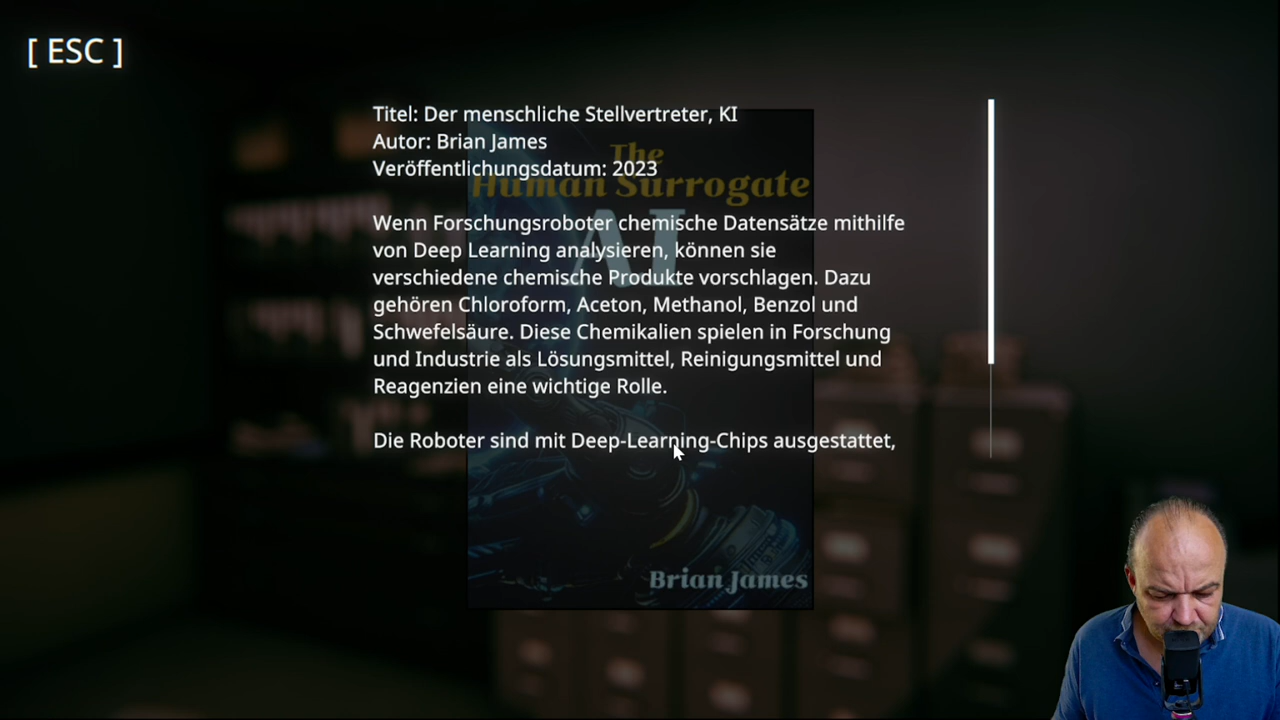 [ ESC ]
Titel: Der menschliche Stellvertreter, KI
Autor: Brian James
Veröffentlichungsdatum: 2023
The
Human Surrogate
AI
Wenn Forschungsroboter chemische Datensätze mithilfe
von Deep Learning analysieren, können sie
verschiedene chemische Produkte vorschlagen. Dazu
gehören Chloroform, Aceton, Methanol, Benzol und
Schwefelsäure. Diese Chemikalien spielen in Forschung
und Industrie als Lösungsmittel, Reinigungsmittel und
Reagenzien eine wichtige Rolle.
Die Roboter sind mit Deep-Learning-Chips ausgestattet,
Brian James